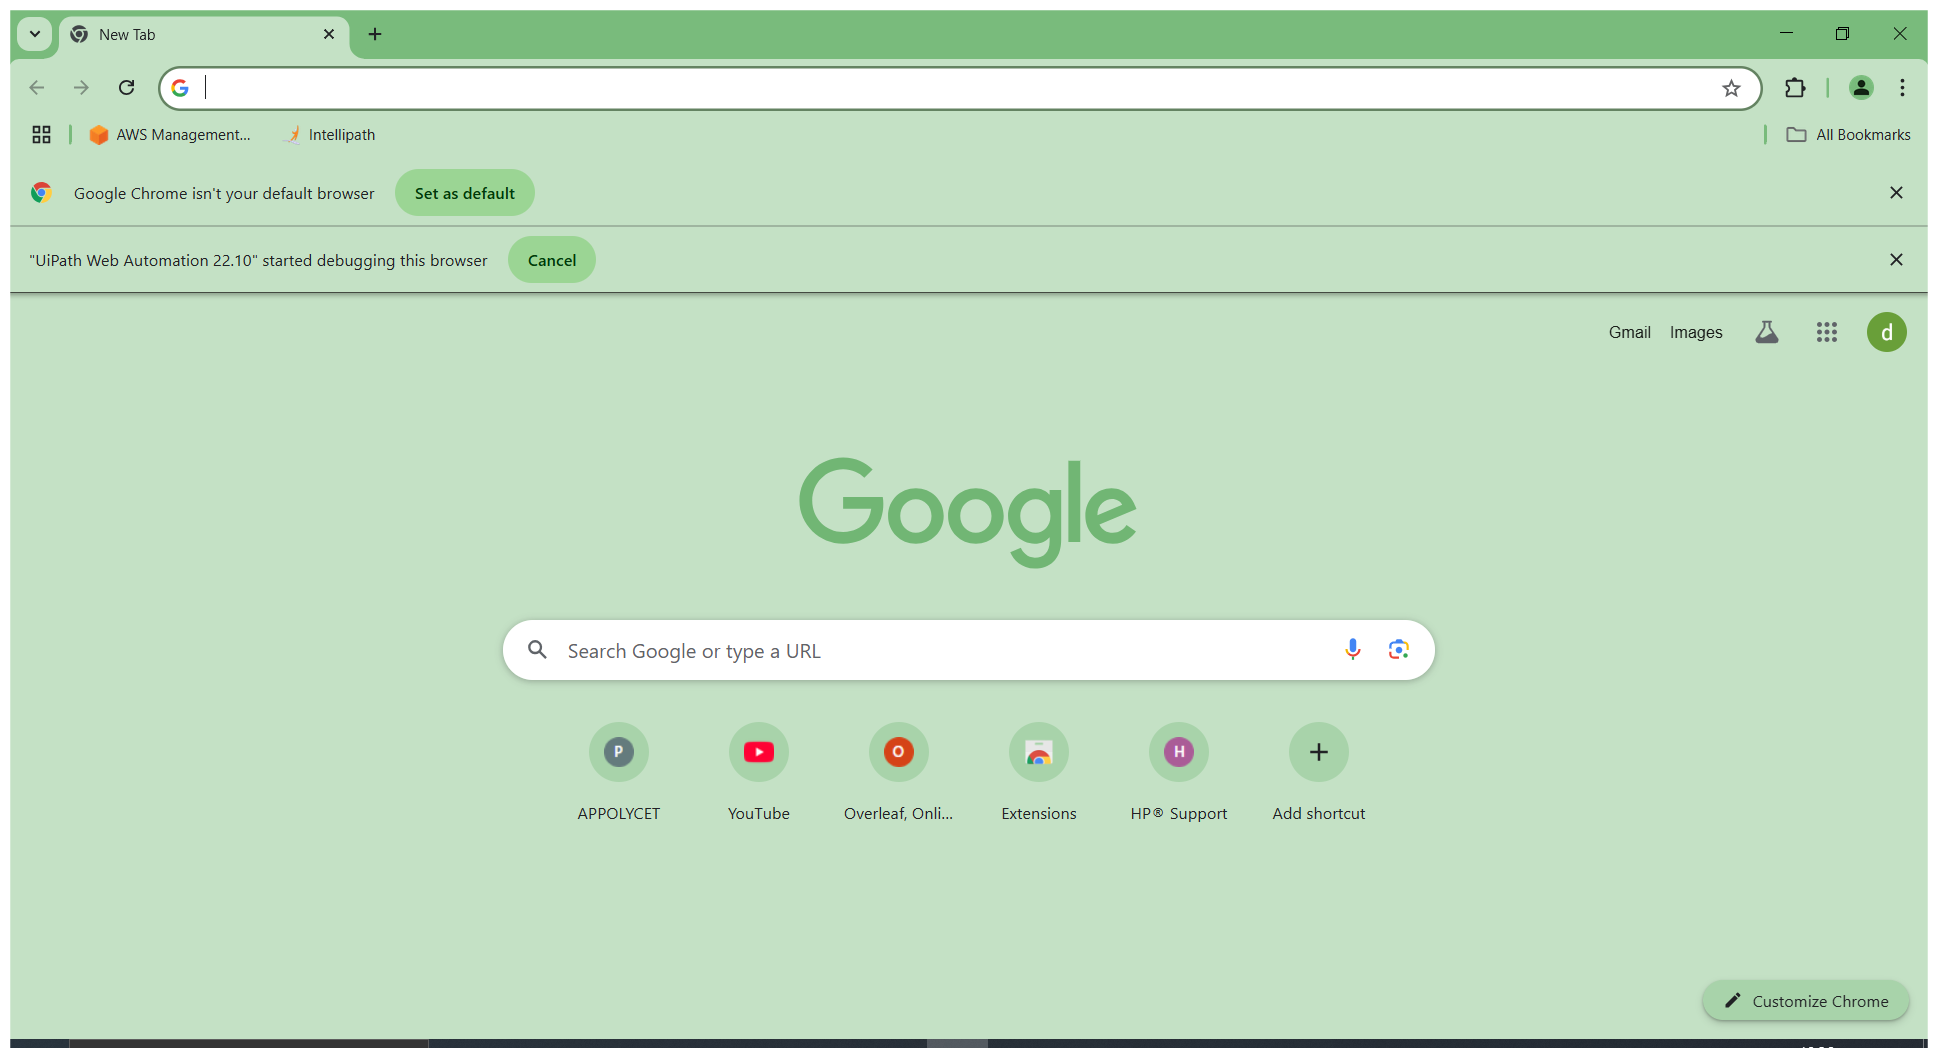 New Tab
AWS Management...
Intellipath
All Bookmarks
Google Chrome isn't your default browser
Set as default
"UiPath Web Automation 22.10" started debugging this browser
Cancel
Gmail
Images
d
Google
Search Google or type a URL
P
O
H
APPOLYCET
YouTube
Overleaf, Onli...
Extensions
HP® Support
Add shortcut
Customize Chrome